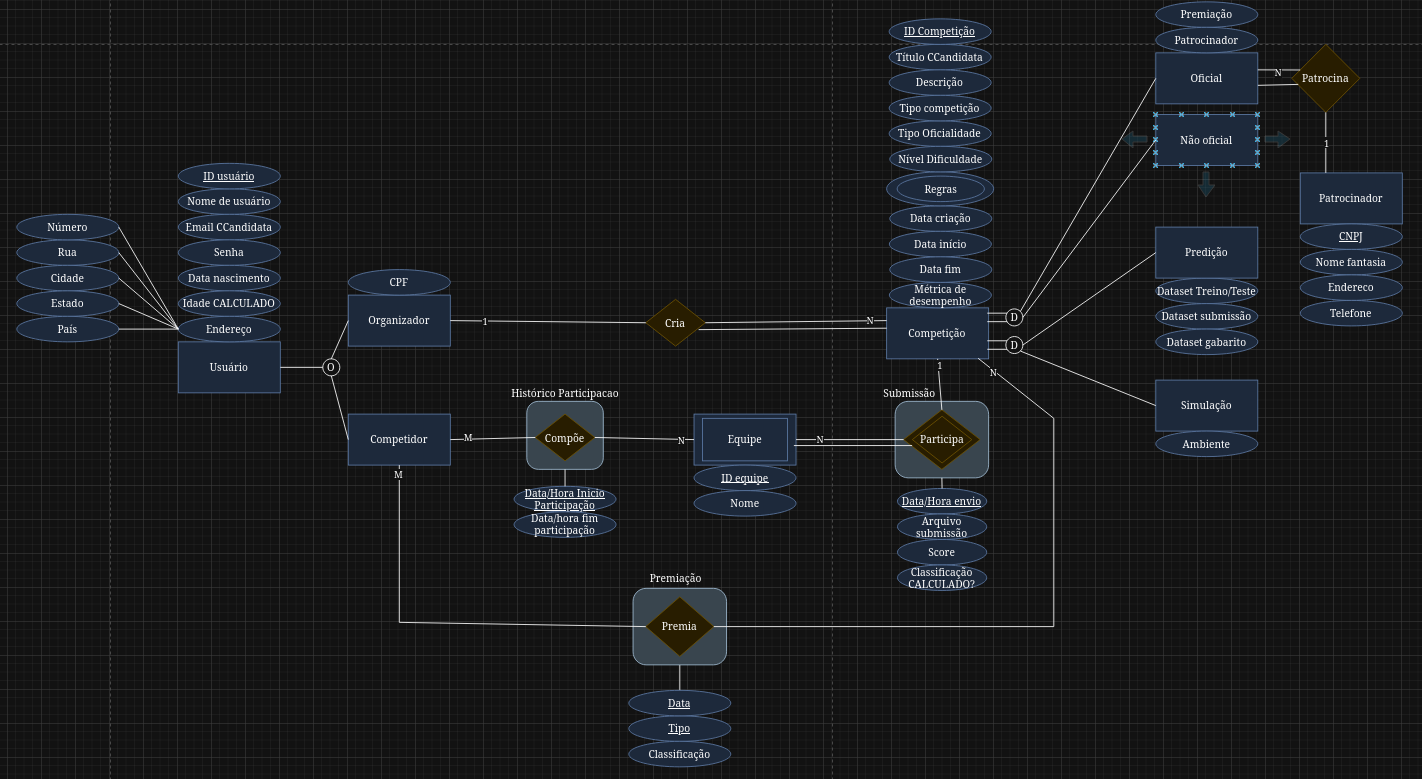 Premiação
Patrocinador
Oficial
N
Patrocina
Não oficial
1
Patrocinador
CNPJ
Nome fantasia
Endereco
Telefone
Predição
Dataset Treino/Teste
Dataset submissão
Dataset gabarito
Simulação
Ambiente
ID Competição
Título CCandidata
Descrição
Tipo competição
Tipo Oficialidade
Nível Dificuldade
Regras
Data criação
Data início
Data fim
Métrica de
desempenho
Competição
D
D
ID usuário
Nome de usuário
Email CCandidata
Senha
Data nascimento
Idade CALCULADO
Endereço
Usuário
Número
Rua
Cidade
Estado
País
O
CPF
Organizador
1
Cria
N
Competidor
M
M
Histórico Participacao
Compõe
Data/Hora Inicio
Participação
Data/hora fim
participação
N
Equipe
ID equipe
Nome
N
Submissão
1
N
Participa
Data/Hora envio
Arquivo
submissão
Score
Classificação
CALCULADO?
Premiação
Premia
Data
Tipo
Classificação